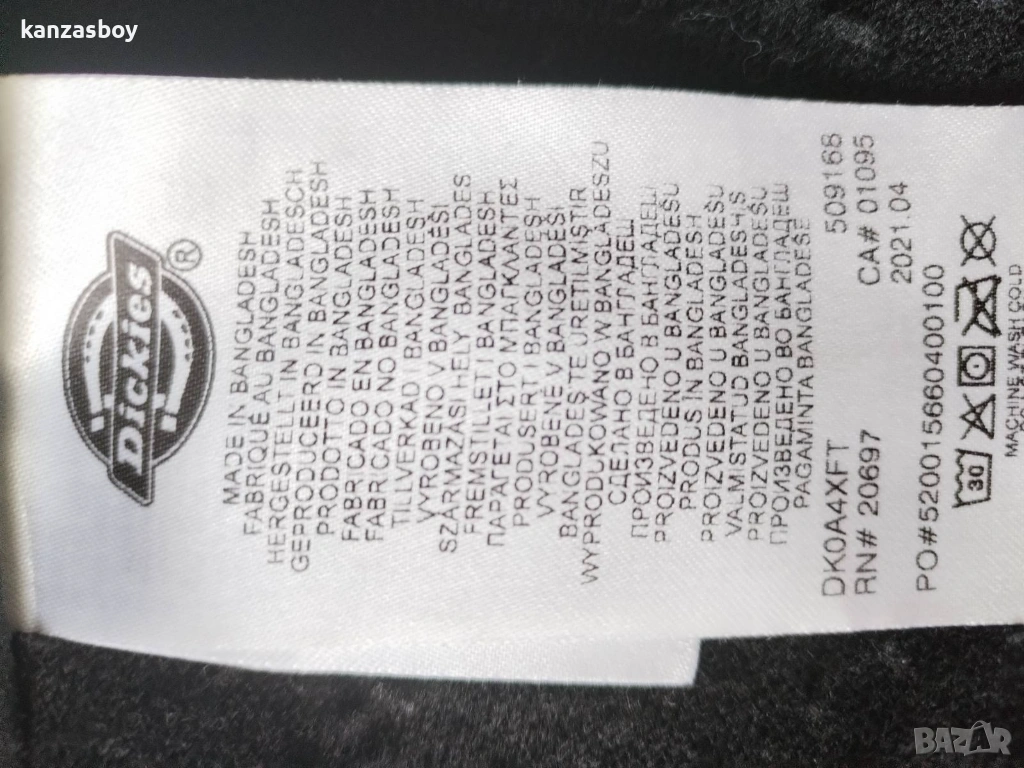 kanzasboy
Dickies®
MADE IN BANGLADESH
FABRIQUÉ AU BANGLADESH
HERGESTELLT IN BANGLADESCH
GEPRODUCEERD IN BANGLADESH
PRODOTTO IN BANGLADESH
FABRICADO EN BANGLADESH
FABRICADO NO BANGLADESH
TILLVERKAD I BANGLADESH
VYROBENO V BANGLADÉŠI
SZÁRMAZÁSI HELY BANGLADES
FREMSTILLET I BANGLADESH
ΠΑΡΑΓΕΤΑΙ ΣΤΟ ΜΠΑΓΚΛΑΝΤΕΣ
PRODUSERT I BANGLADESH
VYROBENÉ V BANGLADÉŠI
BANGLADEŞ'TE ÜRETILMIŞTIR
WYPRODUKOWANO W BANGLADESZU
СДЕЛАНО В БАНГЛАДЕШ
ПРОИЗВЕДЕНО В БАНГЛАДЕШ
PROIZVEDENO U BANGLADEŠU
PRODUS IN BANGLADESH
PROIZVEDENO U BANGLADEŠU
VALMISTATUD BANGLADESH,S
PROIZVEDENO U BANGLADEŠU
ПРОИЗВЕДЕНО ВО БАНГЛАДЕШ
PAGAMINTA BANGLADEŠE
DK0A4XFT 509168
RN# 20697 CA# 01095
2021.04
PO#5200156604001100
30
MACHINE WASH COLD
BAZAR